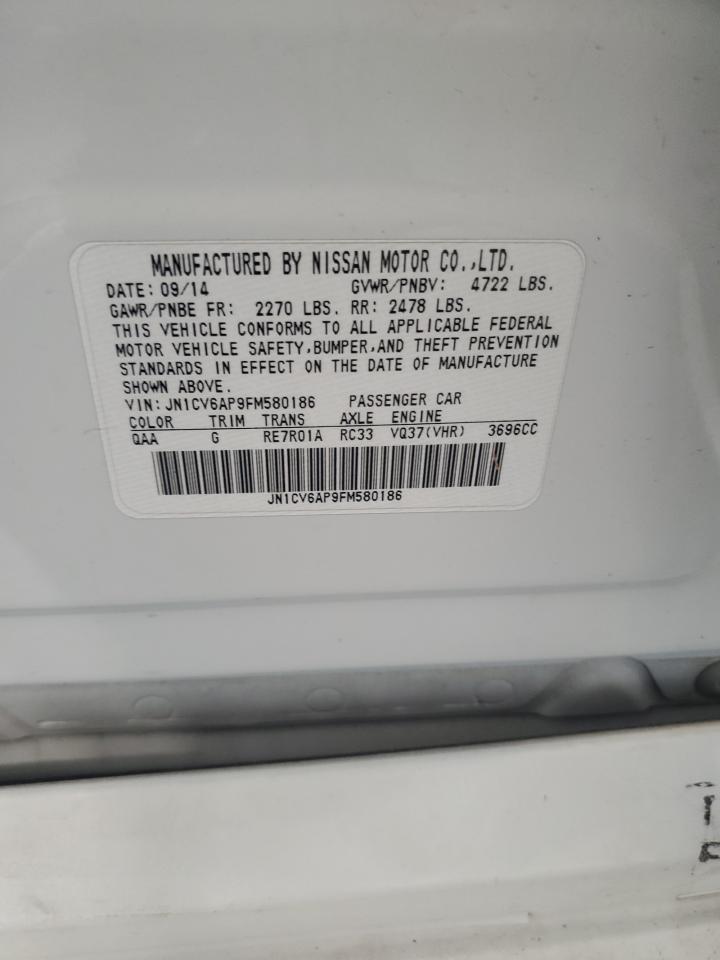 MANUFACTURED BY NISSAN MOTOR CO.,LTD.
DATE: 09/14 GVWR/PNBV: 4722 LBS.
GAWR/PNBE FR: 2270 LBS. RR: 2478 LBS.
THIS VEHICLE CONFORMS TO ALL APPLICABLE FEDERAL
MOTOR VEHICLE SAFETY,BUMPER,AND THEFT PREVENTION
STANDARDS IN EFFECT ON THE DATE OF MANUFACTURE
SHOWN ABOVE.
VIN: JN1CV6AP9FM580186 PASSENGER CAR
COLOR TRIM TRANS AXLE ENGINE
QAA G RE7R01A RC33 VQ37(VHR) 3696CC
JN1CV6AP9FM580186